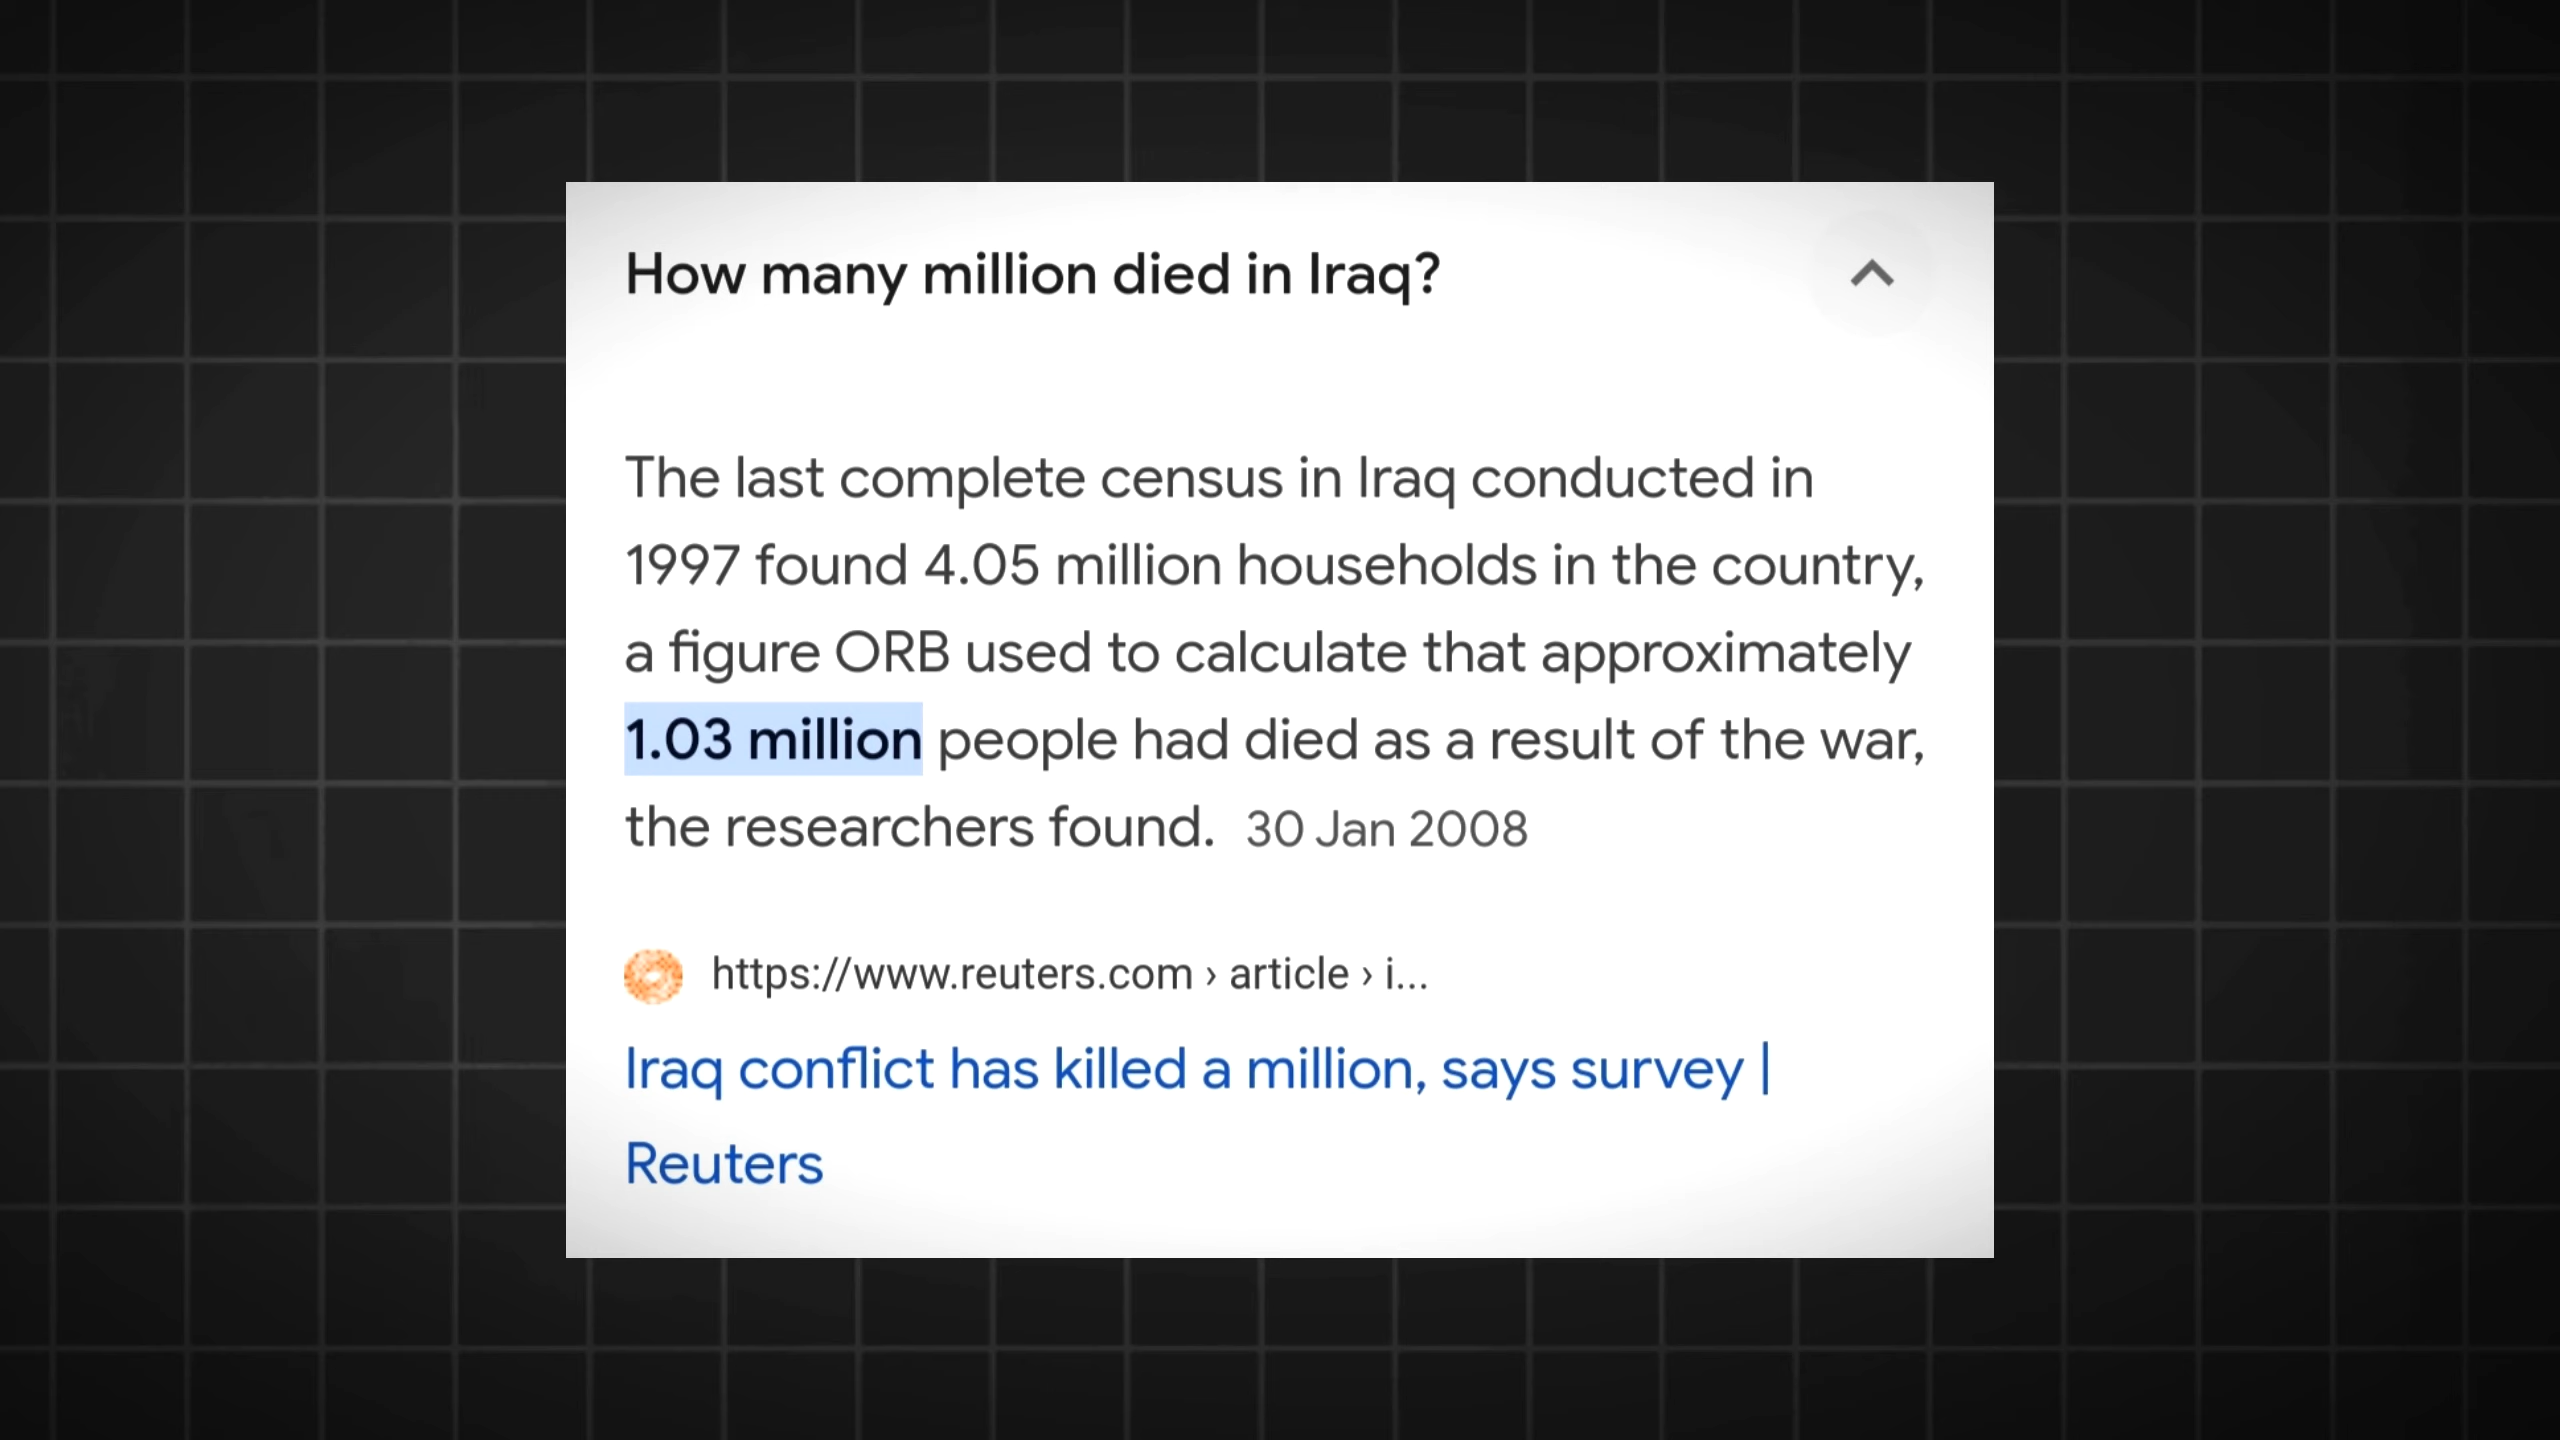 How many million died in Iraq?
The last complete census in Iraq conducted in
1997 found 4.05 million households in the country,
a figure ORB used to calculate that approximately
1.03 million people had died as a result of the war,
the researchers found. 30 Jan 2008
https://www.reuters.com › article › i...
Iraq conflict has killed a million, says survey |
Reuters